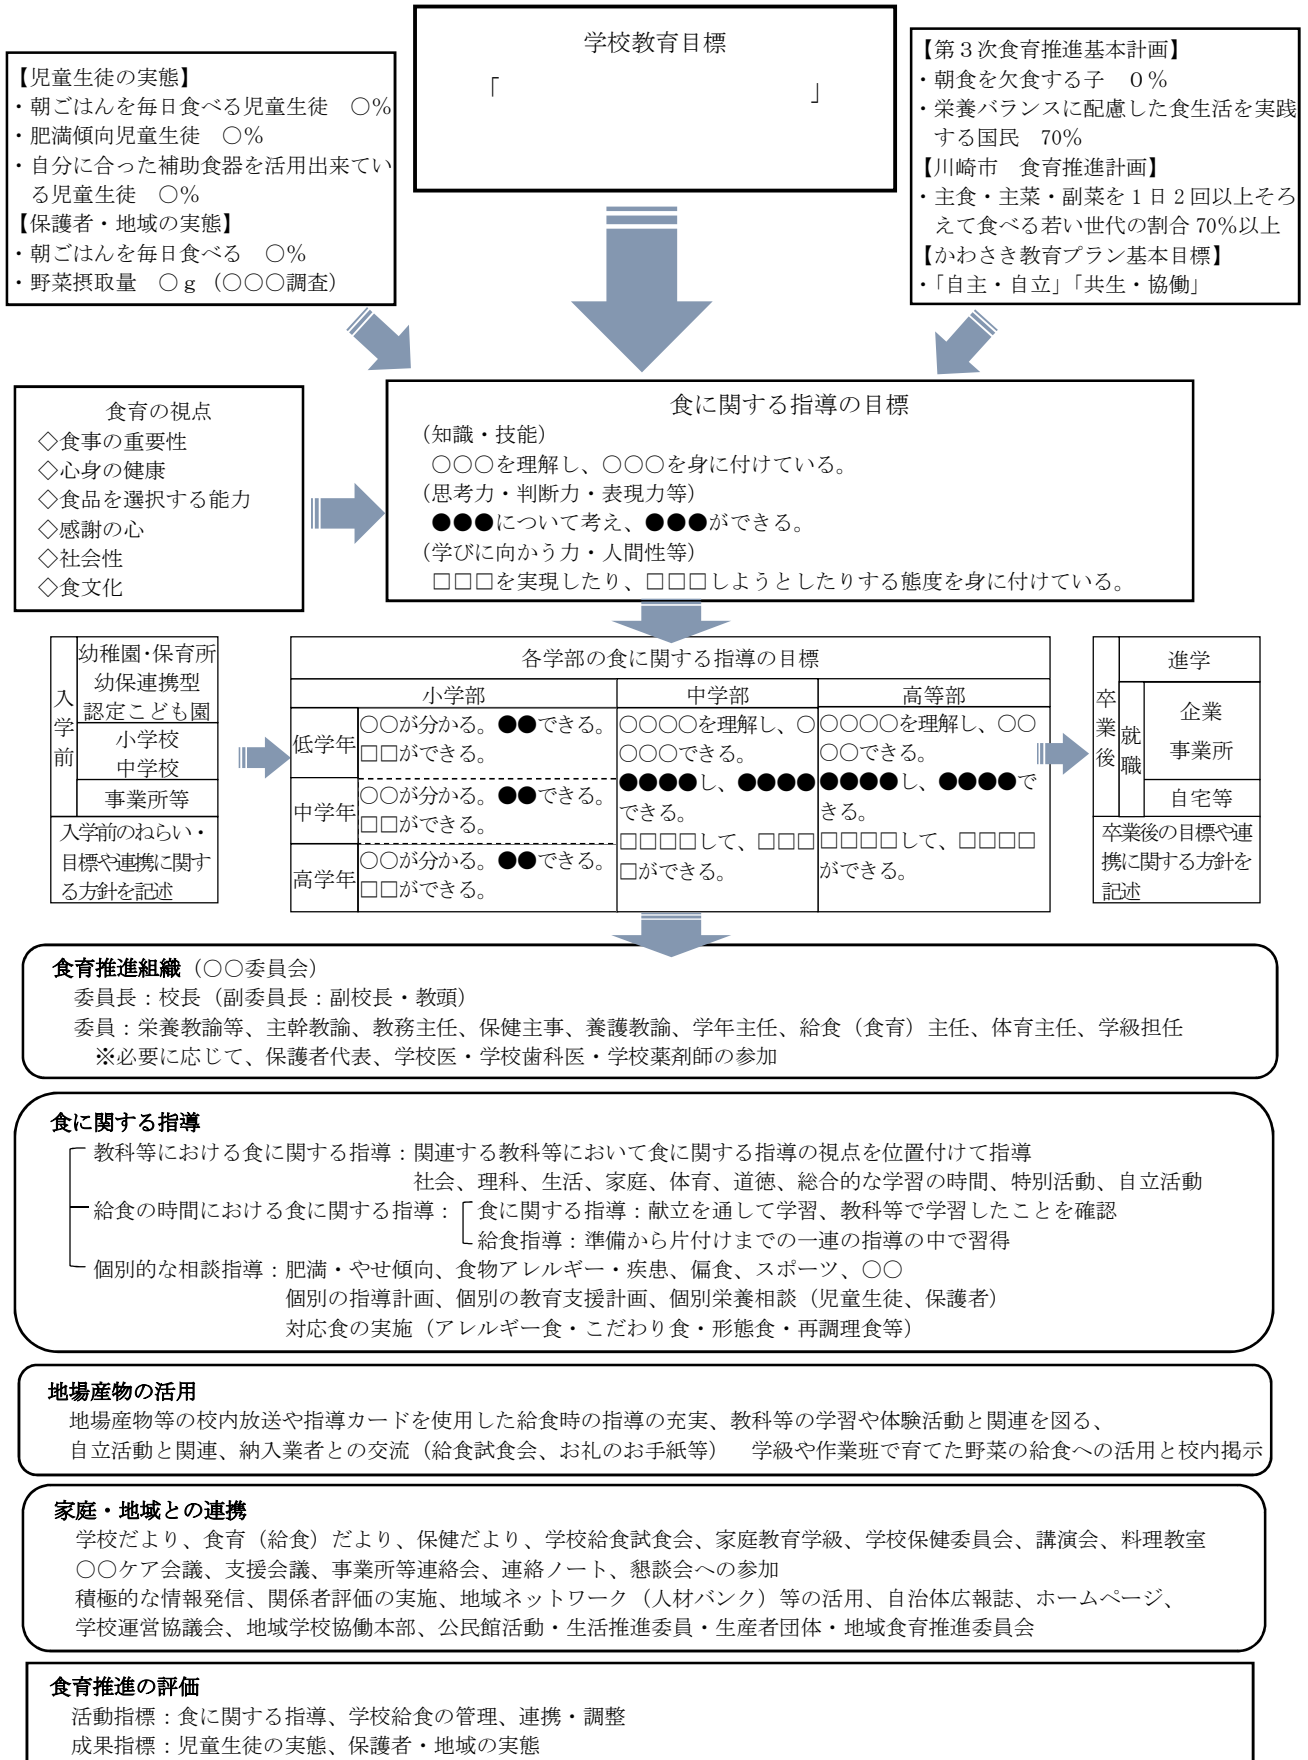 学校教育目標
「　　　　　　　　　　　」
【児童生徒の実態】
・朝ごはんを毎日食べる児童生徒　○%
・肥満傾向児童生徒　○%
・自分に合った補助食器を活用出来てい
る児童生徒　○%
【保護者・地域の実態】
・朝ごはんを毎日食べる　○%
・野菜摂取量　○ｇ（○○○調査）
【第３次食育推進基本計画】
・朝食を欠食する子　０%
・栄養バランスに配慮した食生活を実践
する国民　70%
【川崎市　食育推進計画】
・主食・主菜・副菜を１日２回以上そろ
えて食べる若い世代の割合 70%以上
【かわさき教育プラン基本目標】
・「自主・自立」「共生・協働」
食育の視点
◇食事の重要性
◇心身の健康
◇食品を選択する能力
◇感謝の心
◇社会性
◇食文化
食に関する指導の目標
（知識・技能）
○○○を理解し、○○○を身に付けている。
（思考力・判断力・表現力等）
●●●について考え、●●●ができる。
（学びに向かう力・人間性等）
□□□を実現したり、□□□しようとしたりする態度を身に付けている。
入学前
幼稚園・保育所
幼保連携型
認定こども園
小学校
中学校
事業所等
入学前のねらい・
目標や連携に関す
る方針を記述
各学部の食に関する指導の目標
小学部
中学部
高等部
低学年
○○が分かる。●●できる。
□□ができる。
中学年
○○が分かる。●●できる。
□□ができる。
高学年
○○が分かる。●●できる。
□□ができる。
○○○○を理解し、○
○○○できる。
●●●●し、●●●●
できる。
□□□□して、□□□
□ができる。
○○○○を理解し、○○
○○できる。
●●●●し、●●●●で
きる。
□□□□して、□□□□
ができる。
卒業後
進学
就職
企業
事業所
自宅等
卒業後の目標や連
携に関する方針を
記述
食育推進組織（○○委員会）
委員長：校長（副委員長：副校長・教頭）
委員：栄養教諭等、主幹教諭、教務主任、保健主事、養護教諭、学年主任、給食（食育）主任、体育主任、学級担任
※必要に応じて、保護者代表、学校医・学校歯科医・学校薬剤師の参加
食に関する指導
教科等における食に関する指導：関連する教科等において食に関する指導の視点を位置付けて指導
社会、理科、生活、家庭、体育、道徳、総合的な学習の時間、特別活動、自立活動
給食の時間における食に関する指導：食に関する指導：献立を通して学習、教科等で学習したことを確認
給食指導：準備から片付けまでの一連の指導の中で習得
個別的な相談指導：肥満・やせ傾向、食物アレルギー・疾患、偏食、スポーツ、○○
個別の指導計画、個別の教育支援計画、個別栄養相談（児童生徒、保護者）
対応食の実施（アレルギー食・こだわり食・形態食・再調理食等）
地場産物の活用
地場産物等の校内放送や指導カードを使用した給食時の指導の充実、教科等の学習や体験活動と関連を図る、
自立活動と関連、納入業者との交流（給食試食会、お礼のお手紙等）　学級や作業班で育てた野菜の給食への活用と校内掲示
家庭・地域との連携
学校だより、食育（給食）だより、保健だより、学校給食試食会、家庭教育学級、学校保健委員会、講演会、料理教室
○○ケア会議、支援会議、事業所等連絡会、連絡ノート、懇談会への参加
積極的な情報発信、関係者評価の実施、地域ネットワーク（人材バンク）等の活用、自治体広報誌、ホームページ、
学校運営協議会、地域学校協働本部、公民館活動・生活推進委員・生産者団体・地域食育推進委員会
食育推進の評価
活動指標：食に関する指導、学校給食の管理、連携・調整
成果指標：児童生徒の実態、保護者・地域の実態